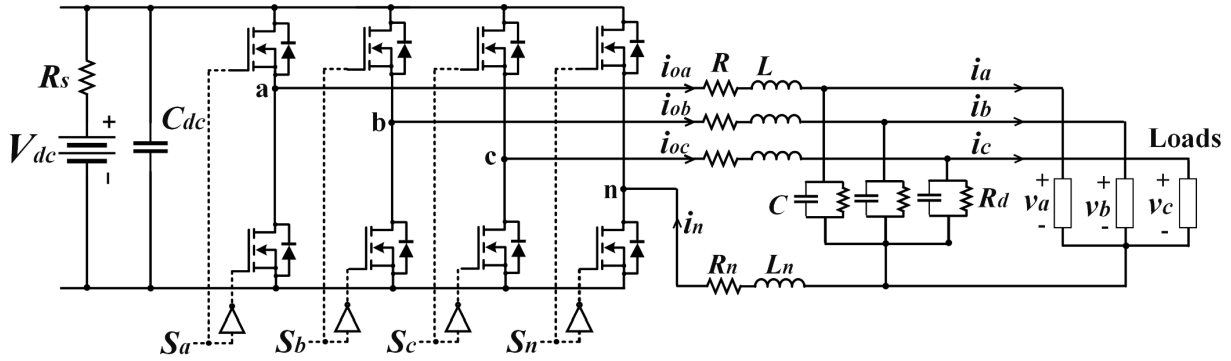 Rs
Vdc
+
-
Cdc
a
b
c
n
Sa
Sb
Sc
Sn
ioa
R
L
ia
iob
ib
ioc
ic
Loads
C
Rd
+
va
-
+
vb
-
+
vc
-
in
Rn
Ln